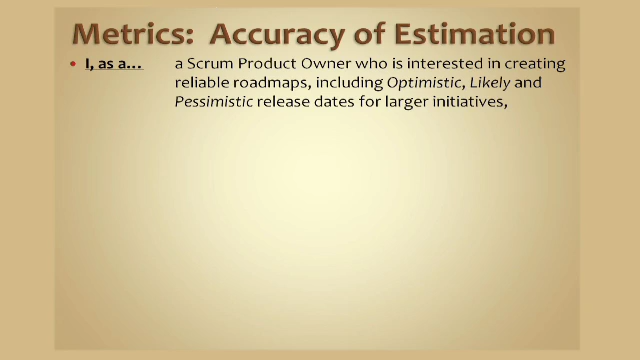 Metrics: Accuracy of Estimation
• I, as a… a Scrum Product Owner who is interested in creating
reliable roadmaps, including Optimistic, Likely and
Pessimistic release dates for larger initiatives,